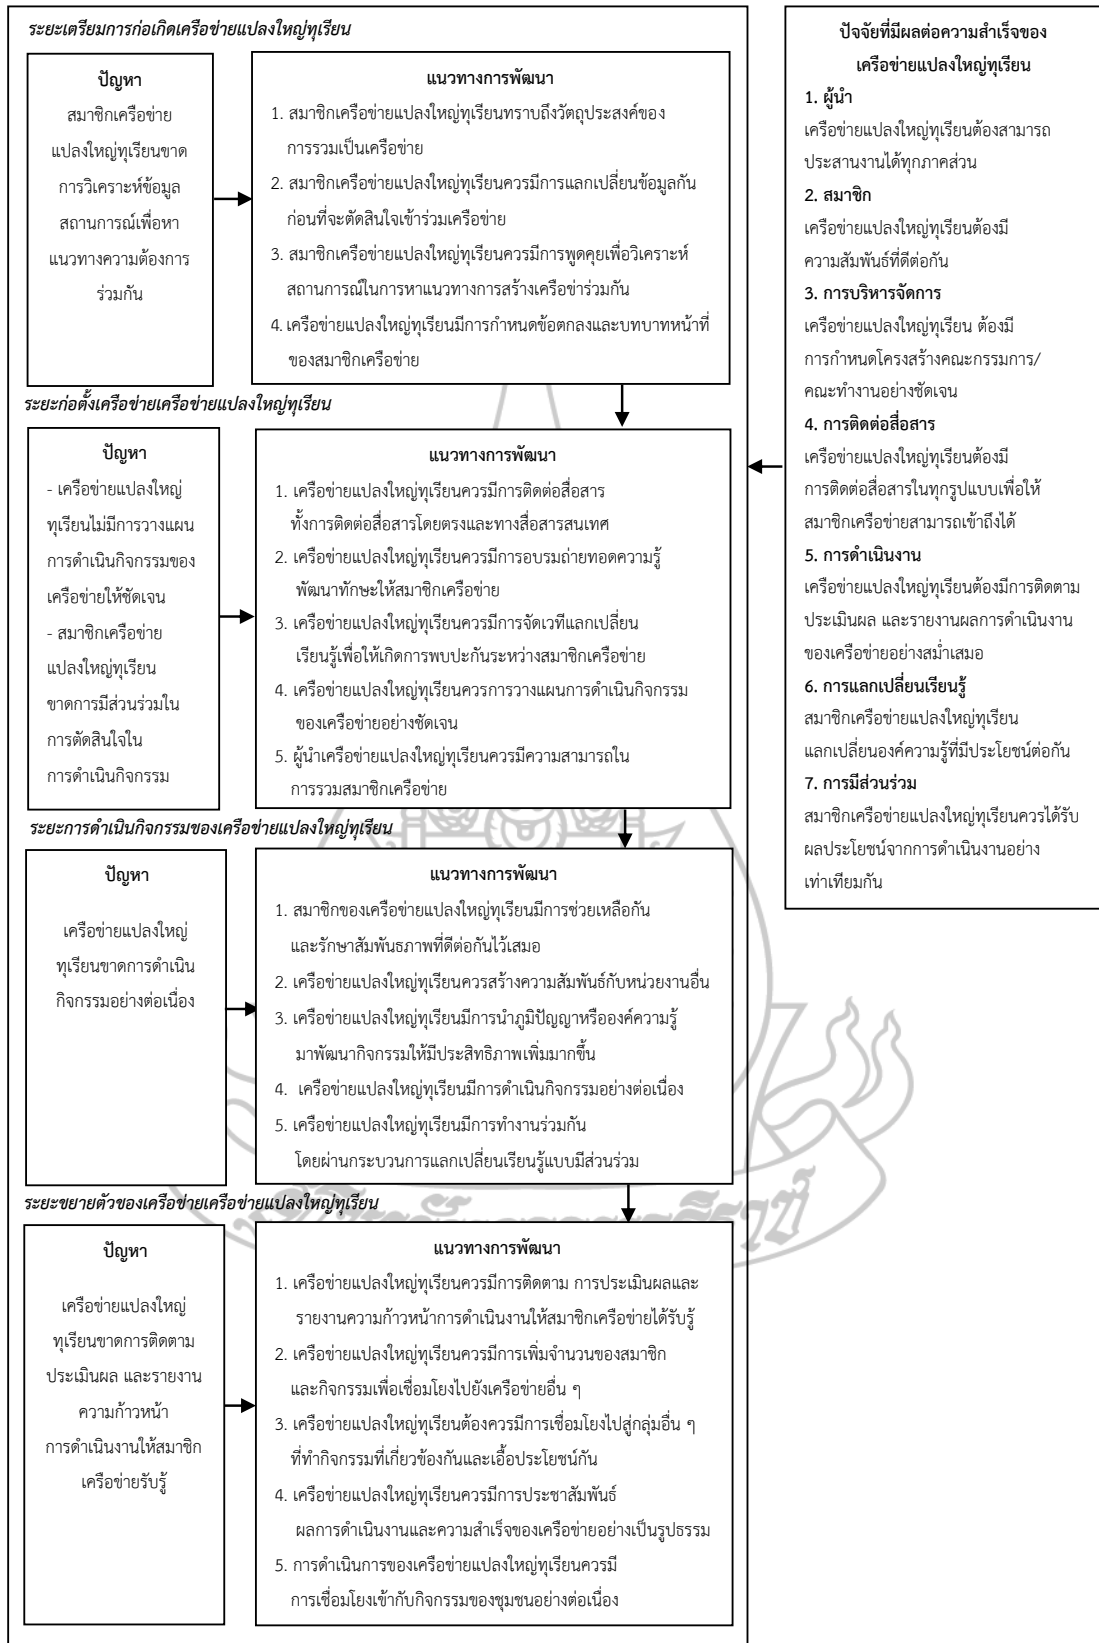 ระยะเตรียมการก่อเกิดเครือข่ายแปลงใหญ่ทุเรียน
ปัญหา
สมาชิกเครือข่าย
แปลงใหญ่ทุเรียนขาด
การวิเคราะห์ข้อมูล
สถานการณ์เพื่อหา
แนวทางความต้องการ
ร่วมกัน
แนวทางการพัฒนา
1. สมาชิกเครือข่ายแปลงใหญ่ทุเรียนทราบถึงวัตถุประสงค์ของ
การรวมเป็นเครือข่าย
2. สมาชิกเครือข่ายแปลงใหญ่ทุเรียนควรมีการแลกเปลี่ยนข้อมูลกัน
ก่อนที่จะตัดสินใจเข้าร่วมเครือข่าย
3. สมาชิกเครือข่ายแปลงใหญ่ทุเรียนควรมีการพูดคุยเพื่อวิเคราะห์
สถานการณ์ในการหาแนวทางการสร้างเครือข่าร่วมกัน
4. เครือข่ายแปลงใหญ่ทุเรียนมีการกำหนดข้อตกลงและบทบาทหน้าที่
ของสมาชิกเครือข่าย
ระยะก่อตั้งเครือข่ายเครือข่ายแปลงใหญ่ทุเรียน
ปัญหา
- เครือข่ายแปลงใหญ่
ทุเรียนไม่มีการวางแผน
การดำเนินกิจกรรมของ
เครือข่ายให้ชัดเจน
- สมาชิกเครือข่าย
แปลงใหญ่ทุเรียน
ขาดการมีส่วนร่วมใน
การตัดสินใจใน
การดำเนินกิจกรรม
แนวทางการพัฒนา
1. เครือข่ายแปลงใหญ่ทุเรียนควรมีการติดต่อสื่อสาร
ทั้งการติดต่อสื่อสารโดยตรงและทางสื่อสารสนเทศ
2. เครือข่ายแปลงใหญ่ทุเรียนควรมีการอบรมถ่ายทอดความรู้
พัฒนาทักษะให้สมาชิกเครือข่าย
3. เครือข่ายแปลงใหญ่ทุเรียนควรมีการจัดเวทีแลกเปลี่ยน
เรียนรู้เพื่อให้เกิดการพบปะกันระหว่างสมาชิกเครือข่าย
4. เครือข่ายแปลงใหญ่ทุเรียนควรการวางแผนการดำเนินกิจกรรม
ของเครือข่ายอย่างชัดเจน
5. ผู้นำเครือข่ายแปลงใหญ่ทุเรียนควรมีความสามารถใน
การรวมสมาชิกเครือข่าย
ระยะการดำเนินกิจกรรมของเครือข่ายแปลงใหญ่ทุเรียน
ปัญหา
เครือข่ายแปลงใหญ่
ทุเรียนขาดการดำเนิน
กิจกรรมอย่างต่อเนื่อง
แนวทางการพัฒนา
1. สมาชิกของเครือข่ายแปลงใหญ่ทุเรียนมีการช่วยเหลือกัน
และรักษาสัมพันธภาพที่ดีต่อกันไว้เสมอ
2. เครือข่ายแปลงใหญ่ทุเรียนควรสร้างความสัมพันธ์กับหน่วยงานอื่น
3. เครือข่ายแปลงใหญ่ทุเรียนมีการนำภูมิปัญญาหรือองค์ความรู้
มาพัฒนากิจกรรมให้มีประสิทธิภาพเพิ่มมากขึ้น
4. เครือข่ายแปลงใหญ่ทุเรียนมีการดำเนินกิจกรรมอย่างต่อเนื่อง
5. เครือข่ายแปลงใหญ่ทุเรียนมีการทำงานร่วมกัน
โดยผ่านกระบวนการแลกเปลี่ยนเรียนรู้แบบมีส่วนร่วม
ระยะขยายตัวของเครือข่ายเครือข่ายแปลงใหญ่ทุเรียน
ปัญหา
เครือข่ายแปลงใหญ่
ทุเรียนขาดการติดตาม
ประเมินผล และรายงาน
ความก้าวหน้า
การดำเนินงานให้สมาชิก
เครือข่ายรับรู้
แนวทางการพัฒนา
1. เครือข่ายแปลงใหญ่ทุเรียนควรมีการติดตาม การประเมินผลและ
รายงานความก้าวหน้าการดำเนินงานให้สมาชิกเครือข่ายได้รับรู้
2. เครือข่ายแปลงใหญ่ทุเรียนควรมีการเพิ่มจำนวนของสมาชิก
และกิจกรรมเพื่อเชื่อมโยงไปยังเครือข่ายอื่น ๆ
3. เครือข่ายแปลงใหญ่ทุเรียนต้องควรมีการเชื่อมโยงไปสู่กลุ่มอื่น ๆ
ที่ทำกิจกรรมที่เกี่ยวข้องกันและเอื้อประโยชน์กัน
4. เครือข่ายแปลงใหญ่ทุเรียนควรมีการประชาสัมพันธ์
ผลการดำเนินงานและความสำเร็จของเครือข่ายอย่างเป็นรูปธรรม
5. การดำเนินการของเครือข่ายแปลงใหญ่ทุเรียนควรมี
การเชื่อมโยงเข้ากับกิจกรรมของชุมชนอย่างต่อเนื่อง
ปัจจัยที่มีผลต่อความสำเร็จของ
เครือข่ายแปลงใหญ่ทุเรียน
1. ผู้นำ
เครือข่ายแปลงใหญ่ทุเรียนต้องสามารถ
ประสานงานได้ทุกภาคส่วน
2. สมาชิก
เครือข่ายแปลงใหญ่ทุเรียนต้องมี
ความสัมพันธ์ที่ดีต่อกัน
3. การบริหารจัดการ
เครือข่ายแปลงใหญ่ทุเรียน ต้องมี
การกำหนดโครงสร้างคณะกรรมการ/
คณะทำงานอย่างชัดเจน
4. การติดต่อสื่อสาร
เครือข่ายแปลงใหญ่ทุเรียนต้องมี
การติดต่อสื่อสารในทุกรูปแบบเพื่อให้
สมาชิกเครือข่ายสามารถเข้าถึงได้
5. การดำเนินงาน
เครือข่ายแปลงใหญ่ทุเรียนต้องมีการติดตาม
ประเมินผล และรายงานผลการดำเนินงาน
ของเครือข่ายอย่างสม่ำเสมอ
6. การแลกเปลี่ยนเรียนรู้
สมาชิกเครือข่ายแปลงใหญ่ทุเรียน
แลกเปลี่ยนองค์ความรู้ที่มีประโยชน์ต่อกัน
7. การมีส่วนร่วม
สมาชิกเครือข่ายแปลงใหญ่ทุเรียนควรได้รับ
ผลประโยชน์จากการดำเนินงานอย่าง
เท่าเทียมกัน